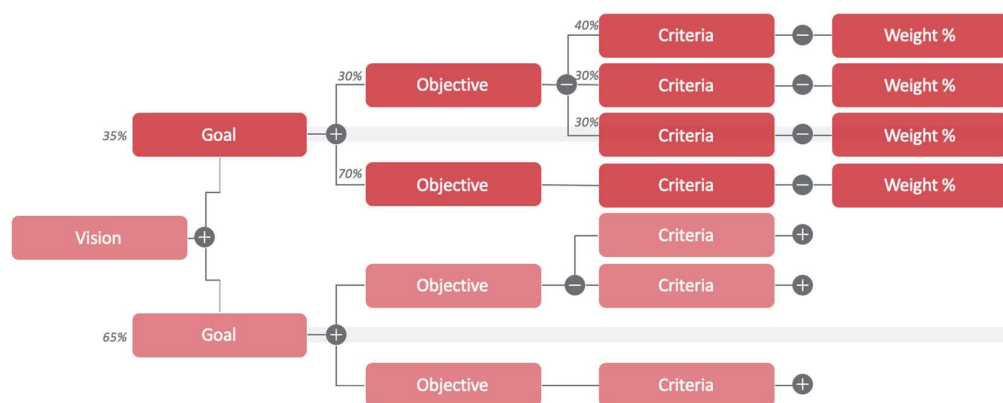 40%
Criteria
Weight %
30%
Objective
30%
Criteria
Weight %
35%
Goal
30%
Criteria
Weight %
70%
Objective
Criteria
Weight %
Vision
Criteria
Objective
Criteria
65%
Goal
Objective
Criteria